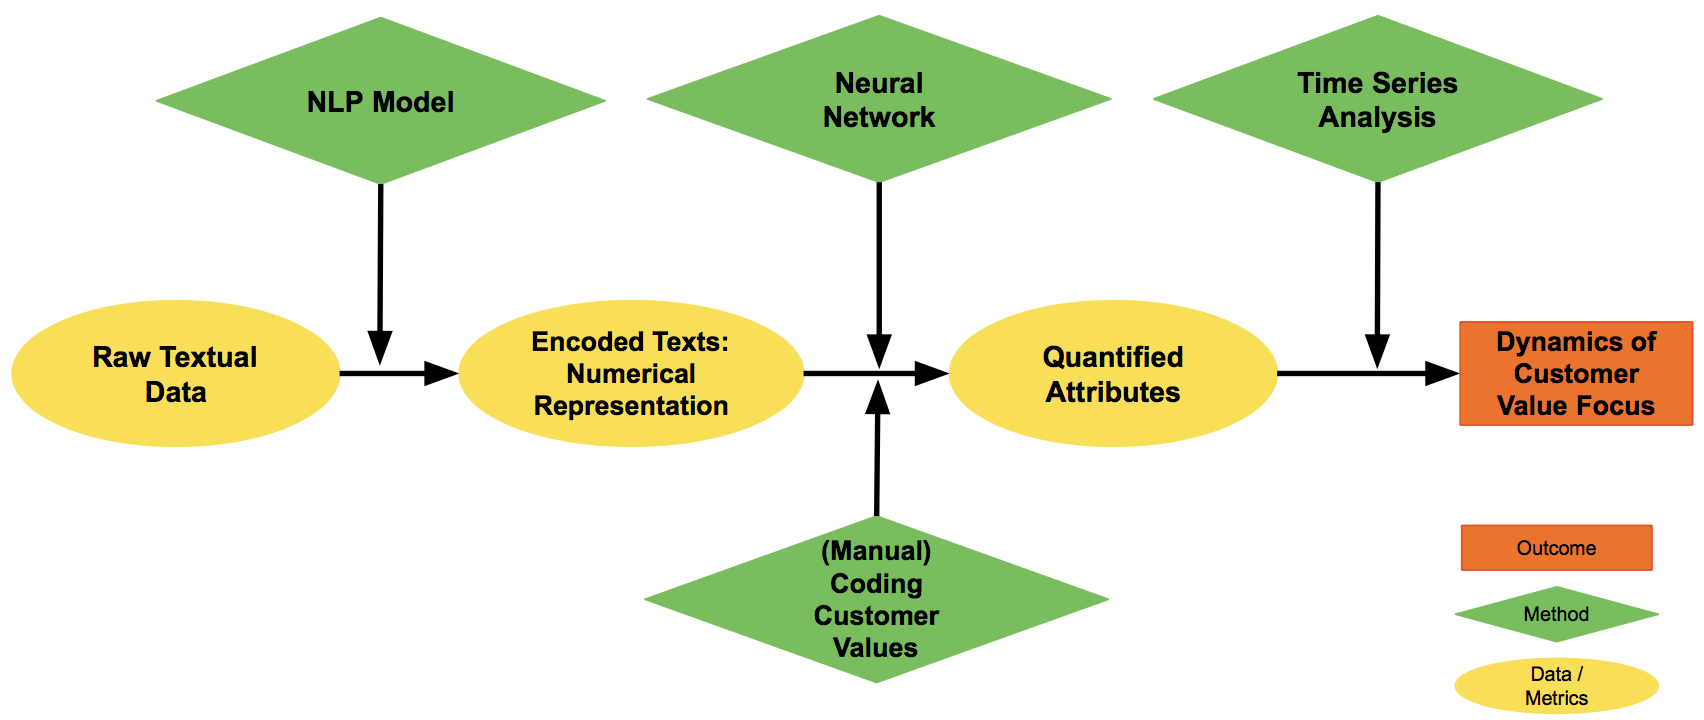 NLP Model
Neural
Network
Time Series
Analysis
Raw Textual
Data
Encoded Texts:
Numerical
Representation
Quantified
Attributes
Dynamics of
Customer
Value Focus
(Manual)
Coding
Customer
Values
Outcome
Method
Data /
Metrics